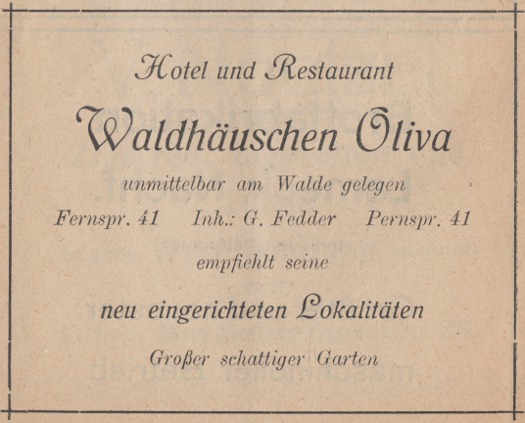 Hotel und Restaurant
Waldhäuschen Oliva
unmittelbar am Walde gelegen
Fernspr. 41 Inh.: G. Fedder Pernspr. 41
empfiehlt seine
neu eingerichteten Lokalitäten
Großer schattiger Garten